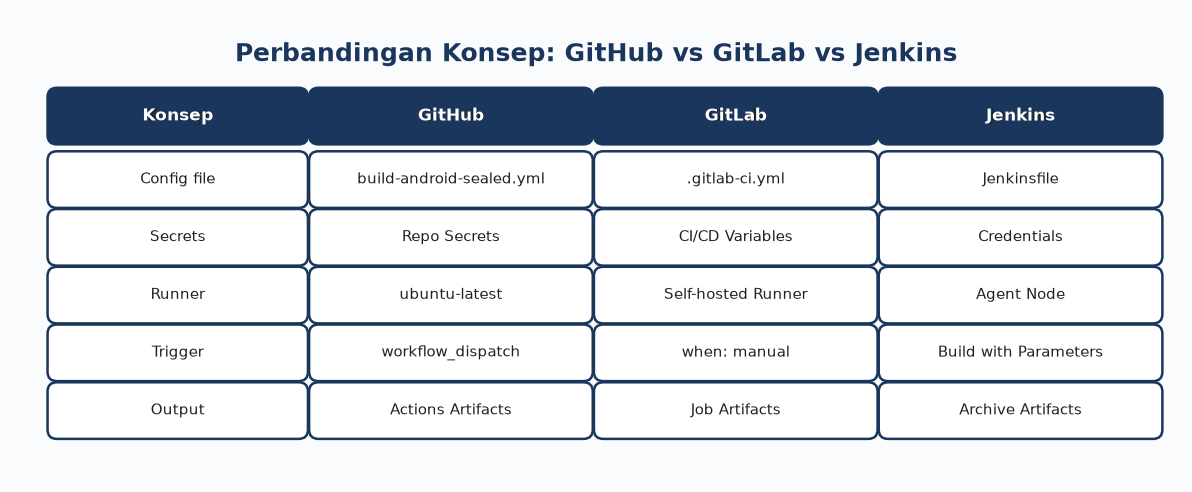 Perbandingan Konsep: GitHub vs GitLab vs Jenkins
Konsep GitHub GitLab Jenkins
Config file build-android-sealed.yml .gitlab-ci.yml Jenkinsfile
Secrets Repo Secrets CI/CD Variables Credentials
Runner ubuntu-latest Self-hosted Runner Agent Node
Trigger workflow_dispatch when: manual Build with Parameters
Output Actions Artifacts Job Artifacts Archive Artifacts